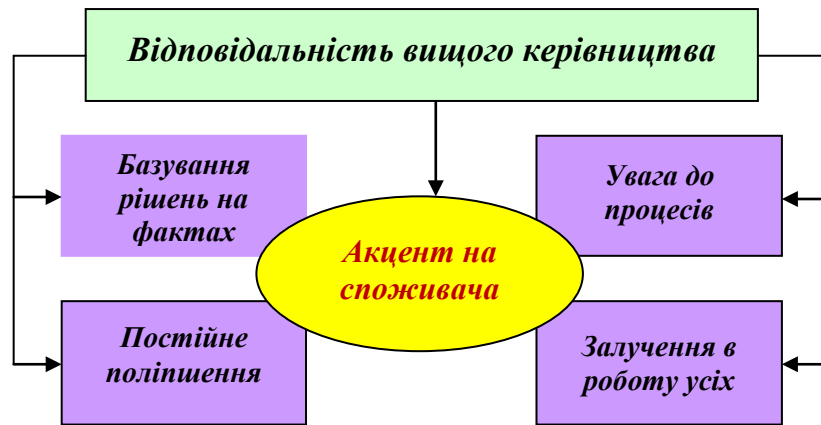 Відповідальність вищого керівництва
Базування
рішень на
фактах
Увага до
процесів
Акцент на
споживача
Постійне
поліпшення
Залучення в
роботу усіх